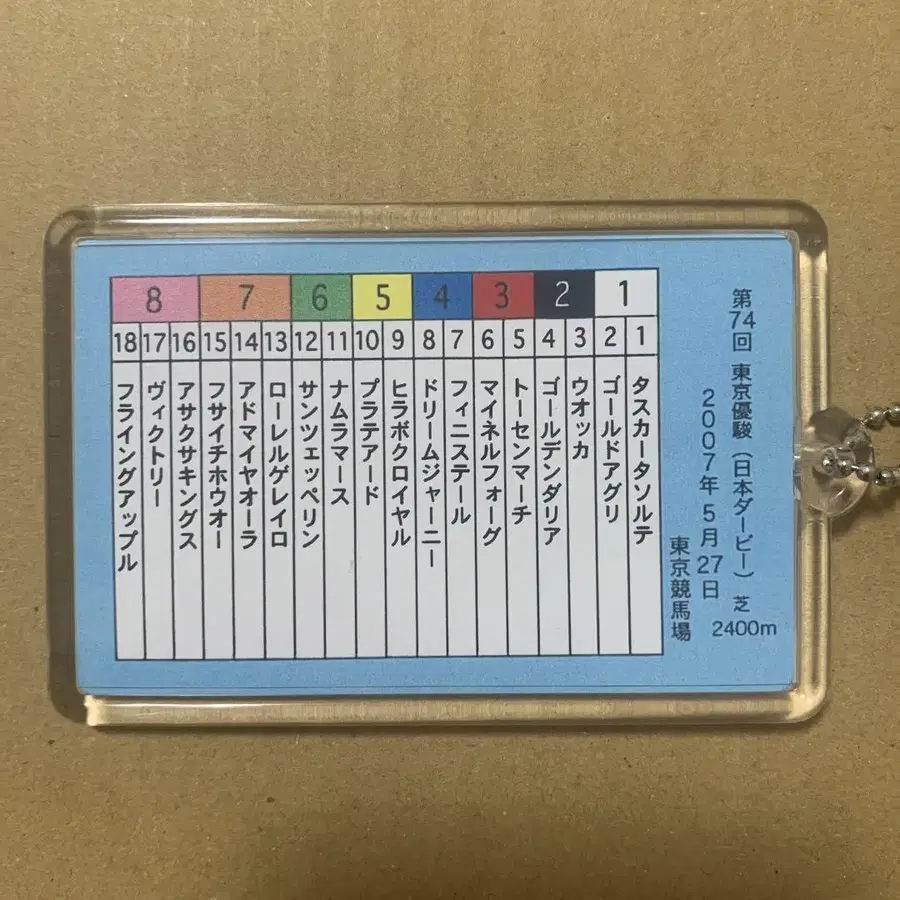 第74回 東京優駿（日本ダービー） 芝2400m
2007年5月27日
東京競馬場
1 2 3 4 5 6 7 8
1 タスカータソルテ
2 ゴールドアグリ
3 ウオッカ
4 ゴールデンダリア
5 トーセンマーチ
6 マイネルフォーグ
7 フィニステール
8 ドリームジャーニー
9 ヒラボクロイヤル
10 プラテアード
11 ナムラマース
12 サンツェッペリン
13 ローレルゲレイロ
14 アドマイヤオーラ
15 フサイチホウオー
16 アサクサキングス
17 ヴィクトリー
18 フライングアップル